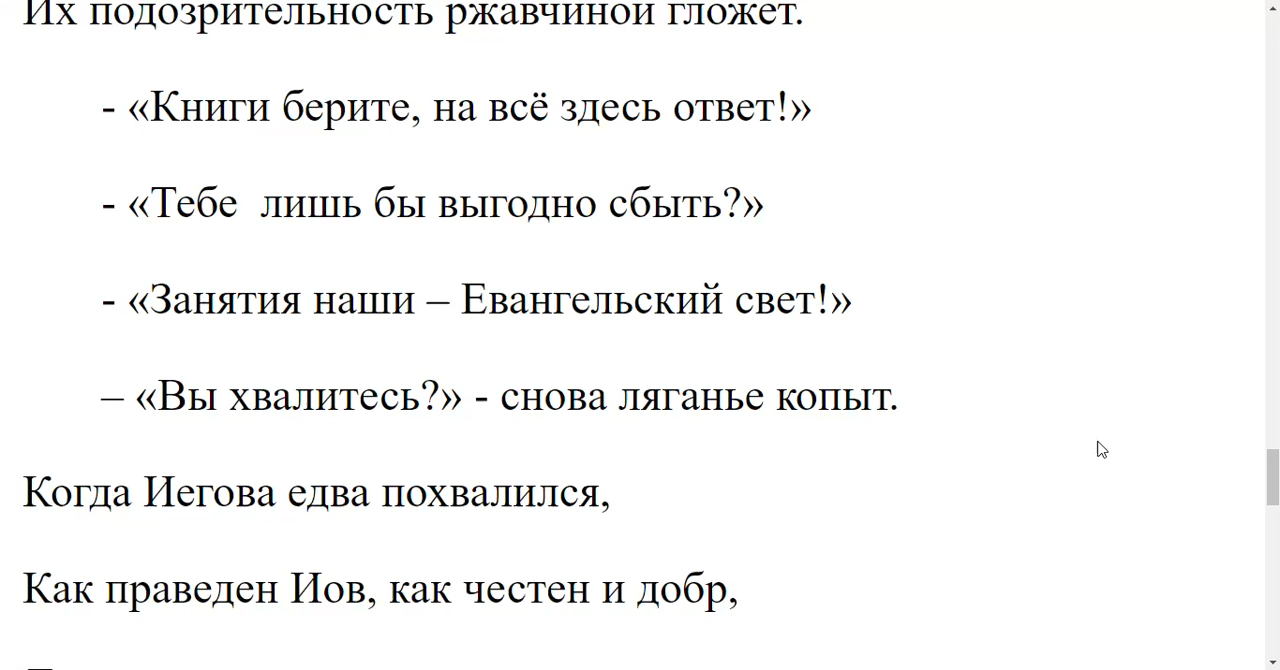 Их подозрительность ржавчиной гложет.
- «Книги берите, на всё здесь ответ!»
- «Тебе  лишь бы выгодно сбыть?»
- «Занятия наши – Евангельский свет!»
– «Вы хвалитесь?» - снова ляганье копыт.
Когда Иегова едва похвалился,
Как праведен Иов, как честен и добр,